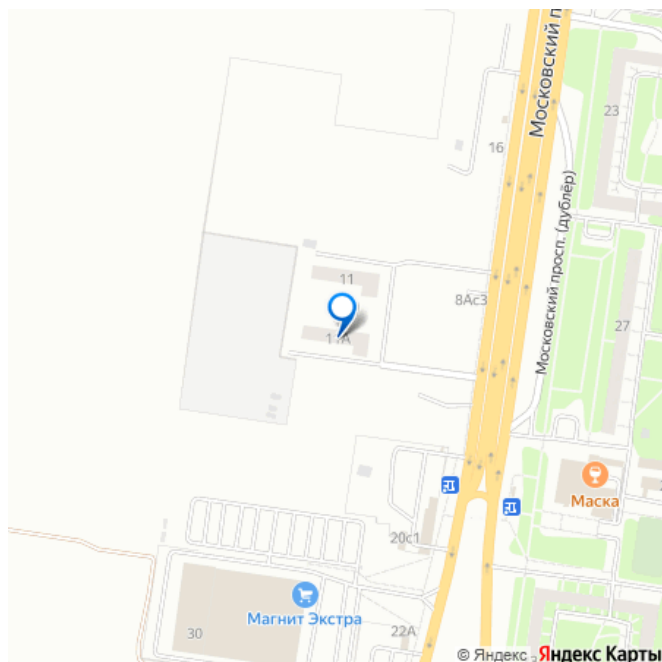 Московский п
23
16
Московский просп. (дублёр)
11
8Ас3
27
11А
Маска
20с1
Магнит Экстра
30
22А
© Яндекс Яндекс Карты